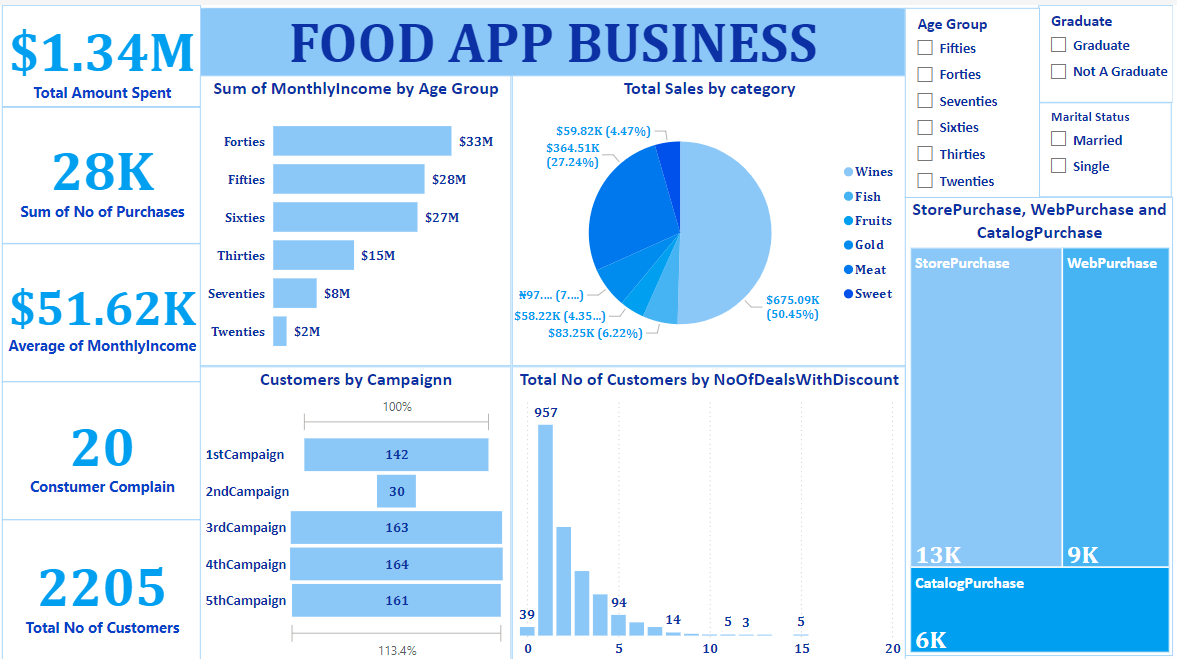 $1.34M
Total Amount Spent
28K
Sum of No of Purchases
$51.62K
Average of MonthlyIncome
20
Constumer Complain
2205
Total No of Customers
FOOD APP BUSINESS
Sum of MonthlyIncome by Age Group
Forties $33M
Fifties $28M
Sixties $27M
Thirties $15M
Seventies $8M
Twenties $2M
Total Sales by category
$59.82K (4.47%)
$364.51K
(27.24%)
₦97.... (7....)
$58.22K (4.35...)
$83.25K (6.22%)
$675.09K
(50.45%)
Wines
Fish
Fruits
Gold
Meat
Sweet
Customers by Campaignn
100%
1stCampaign 142
2ndCampaign 30
3rdCampaign 163
4thCampaign 164
5thCampaign 161
113.4%
Total No of Customers by NoOfDealsWithDiscount
957
39 94 14 5 3 5
0 5 10 15 20
Age Group
Fifties
Forties
Seventies
Sixties
Thirties
Twenties
Graduate
Graduate
Not A Graduate
Marital Status
Married
Single
StorePurchase, WebPurchase and
CatalogPurchase
StorePurchase
13K
WebPurchase
9K
CatalogPurchase
6K